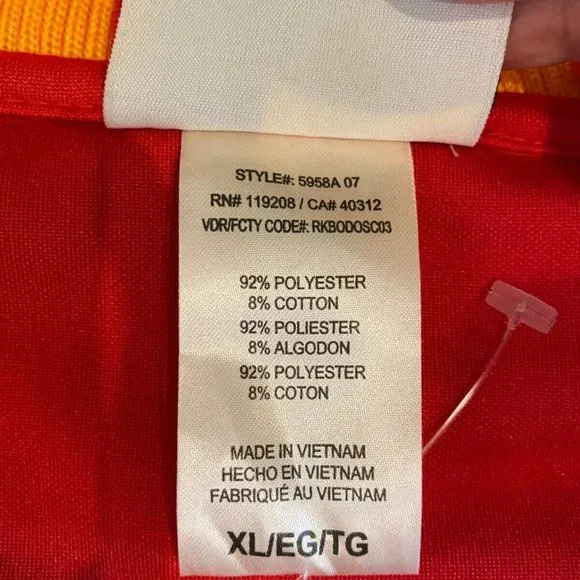 STYLE#: 5958A 07
RN# 119208 / CA# 40312
VDR/FCTY CODE#: RKBODOSC03
92% POLYESTER
8% COTTON
92% POLIESTER
8% ALGODON
92% POLYESTER
8% COTON
MADE IN VIETNAM
HECHO EN VIETNAM
FABRIQUÉ AU VIETNAM
XL/EG/TG